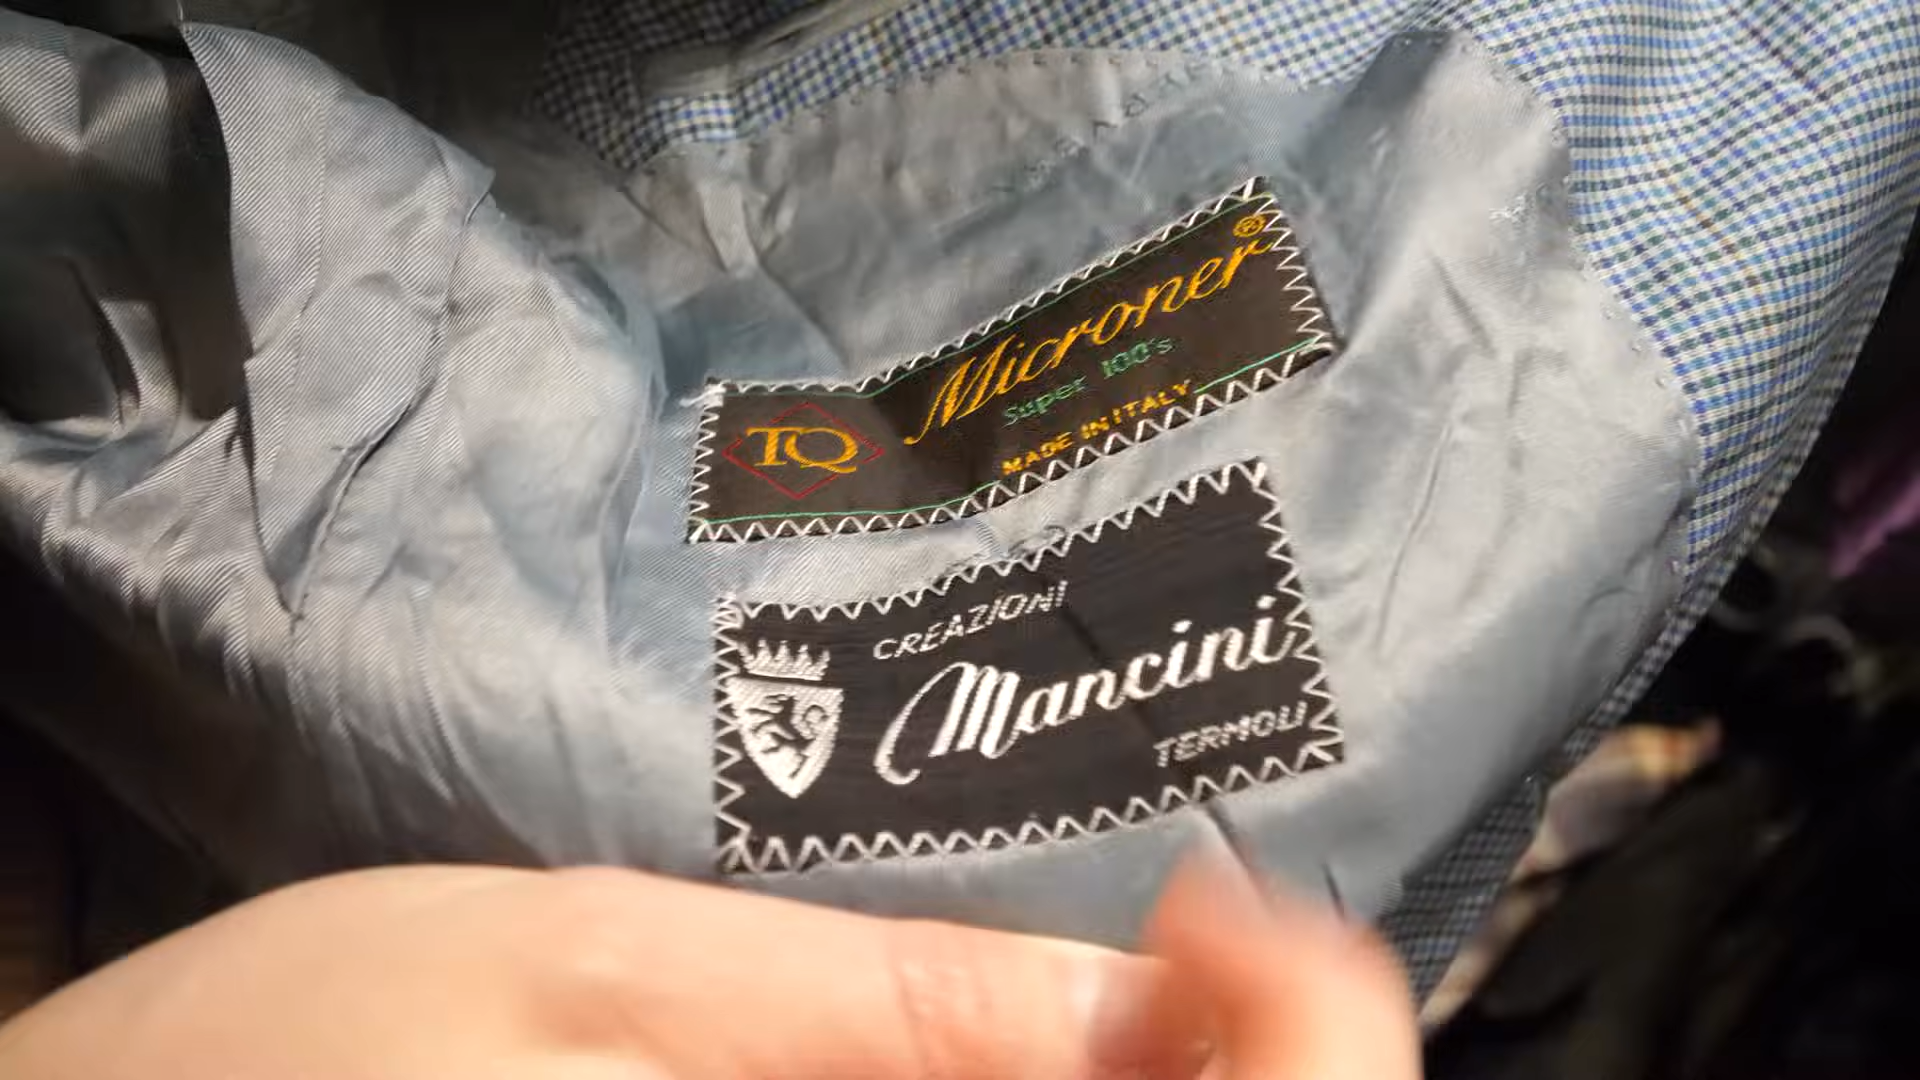 Microner®
Super 100's
TQ
MADE IN ITALY
CREAZIONI
Mancini
TERMOLI